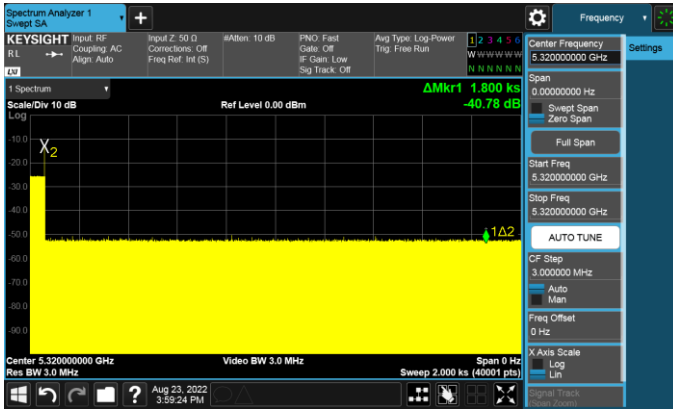 Spectrum Analyzer 1
Swept SA
+
Frequency
KEYSIGHT
RL
LXI
Input: RF
Coupling: AC
Align: Auto
Input Z: 50 Ω
Corrections: Off
Freq Ref: Int (S)
#Atten: 10 dB
PNO: Fast
Gate: Off
IF Gain: Low
Sig Track: Off
Avg Type: Log-Power
Trig: Free Run
1 2 3 4 5 6
W W W W W W
N N N N N N
1 Spectrum
ΔMkr1 1.800 ks
Scale/Div 10 dB
Ref Level 0.00 dBm
-40.78 dB
Log
-10.0
-20.0
-30.0
-40.0
-50.0
-60.0
-70.0
-80.0
-90.0
X2
1Δ2
Center 5.320000000 GHz
Video BW 3.0 MHz
Span 0 Hz
Res BW 3.0 MHz
Sweep 2.000 ks (40001 pts)
?
Aug 23, 2022
3:59:24 PM
Center Frequency
5.320000000 GHz
Settings
Span
0.00000000 Hz
Swept Span
Zero Span
Full Span
Start Freq
5.320000000 GHz
Stop Freq
5.320000000 GHz
AUTO TUNE
CF Step
3.000000 MHz
Auto
Man
Freq Offset
0 Hz
X Axis Scale
Log
Lin
Signal Track
(Span Zoom)